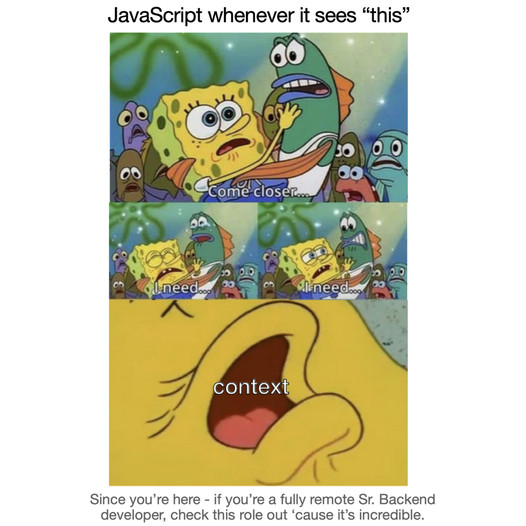 JavaScript whenever it sees “this”
Come closer...
I need...
I need...
context
Since you’re here - if you’re a fully remote Sr. Backend
developer, check this role out ‘cause it’s incredible.